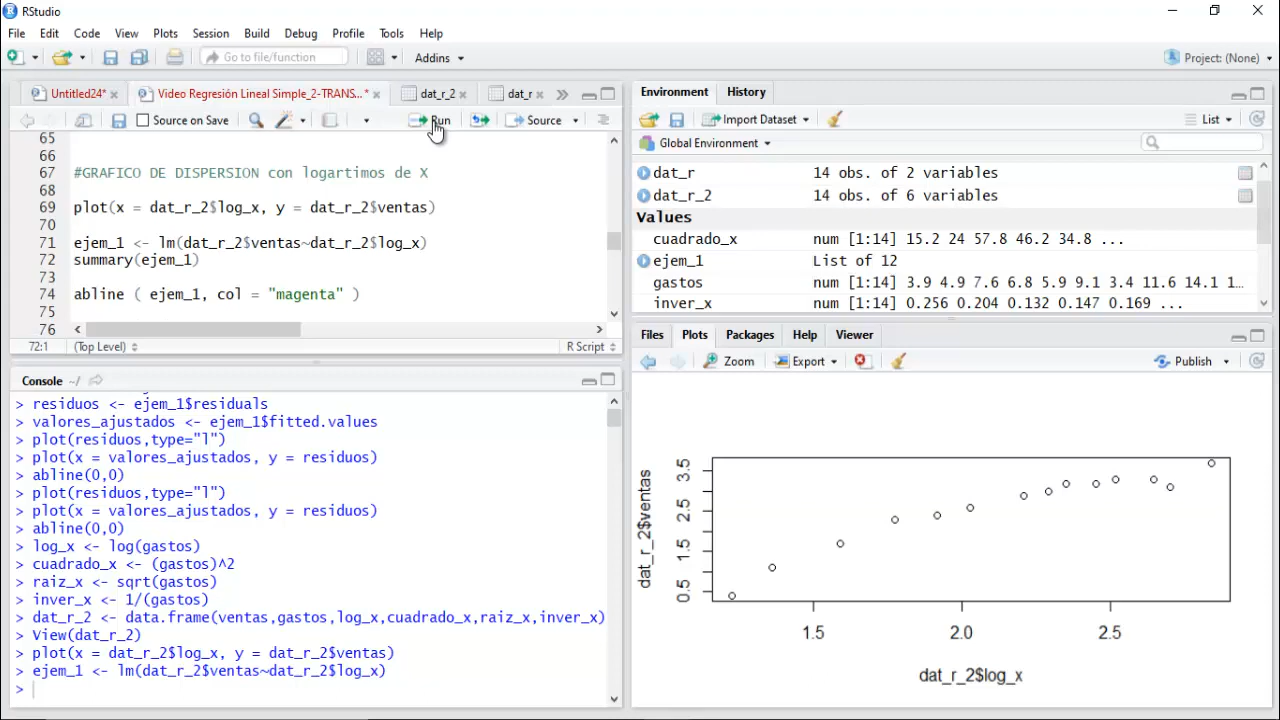 RStudio
File Edit Code View Plots Session Build Debug Profile Tools Help
Go to file/function Addins Project: (None)
Untitled24* Video Regresión Lineal Simple_2-TRANS...* dat_r_2 dat_r
Source on Save Run Source
65
66
67 #GRAFICO DE DISPERSION con logartimos de X
68
69 plot(x = dat_r_2$log_x, y = dat_r_2$ventas)
70
71 ejem_1 <- lm(dat_r_2$ventas~dat_r_2$log_x)
72 summary(ejem_1)
73
74 abline ( ejem_1, col = "magenta" )
75
76
72:1 (Top Level) R Script
Console ~/
> residuos <- ejem_1$residuals
> valores_ajustados <- ejem_1$fitted.values
> plot(residuos,type="l")
> plot(x = valores_ajustados, y = residuos)
> abline(0,0)
> plot(residuos,type="l")
> plot(x = valores_ajustados, y = residuos)
> abline(0,0)
> log_x <- log(gastos)
> cuadrado_x <- (gastos)^2
> raiz_x <- sqrt(gastos)
> inver_x <- 1/(gastos)
> dat_r_2 <- data.frame(ventas,gastos,log_x,cuadrado_x,raiz_x,inver_x)
> View(dat_r_2)
> plot(x = dat_r_2$log_x, y = dat_r_2$ventas)
> ejem_1 <- lm(dat_r_2$ventas~dat_r_2$log_x)
>
Environment History
Import Dataset List
Global Environment
dat_r 14 obs. of 2 variables
dat_r_2 14 obs. of 6 variables
Values
cuadrado_x num [1:14] 15.2 24 57.8 46.2 34.8 ...
ejem_1 List of 12
gastos num [1:14] 3.9 4.9 7.6 6.8 5.9 9.1 3.4 11.6 14.1 1...
inver_x num [1:14] 0.256 0.204 0.132 0.147 0.169 ...
Files Plots Packages Help Viewer
Zoom Export Publish
dat_r_2$ventas
3.5
2.5
1.5
0.5
1.5 2.0 2.5
dat_r_2$log_x